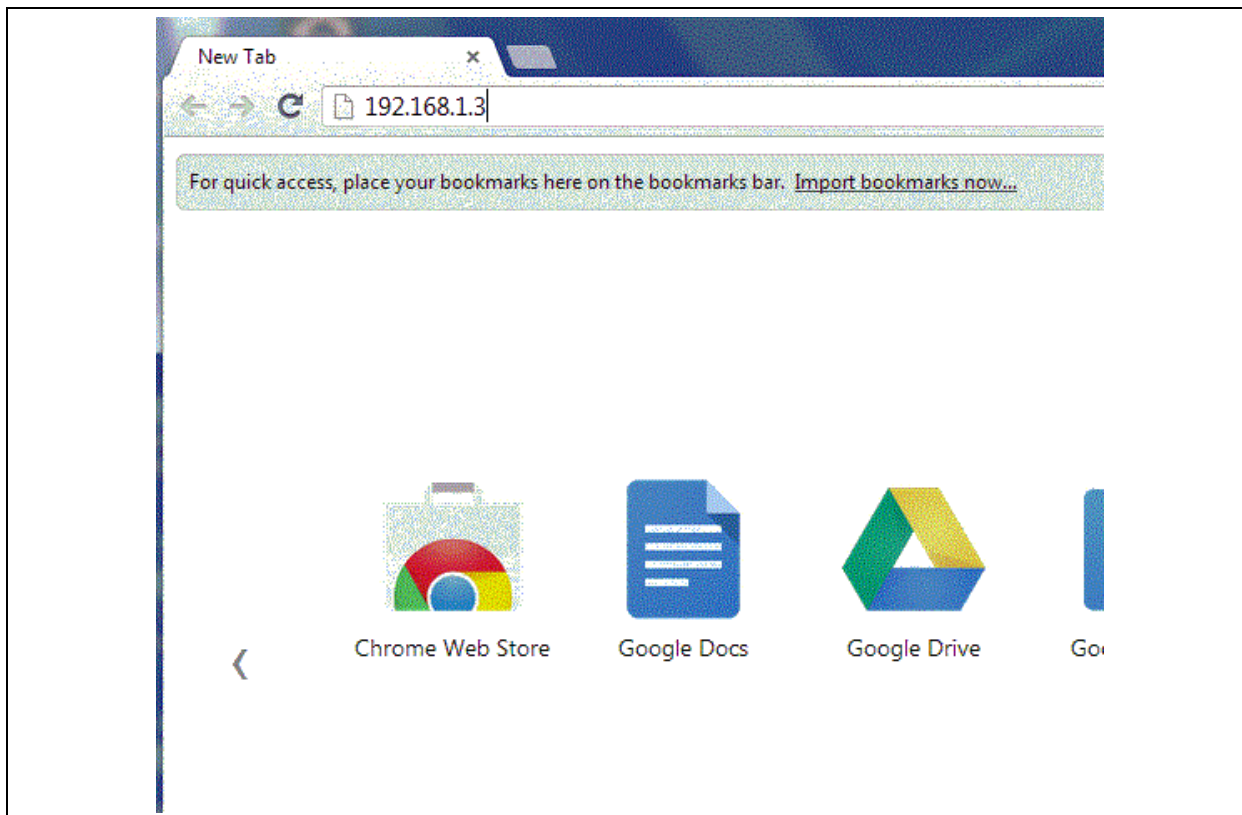 New Tab
192.168.1.3
For quick access, place your bookmarks here on the bookmarks bar. Import bookmarks now...
Chrome Web Store Google Docs Google Drive